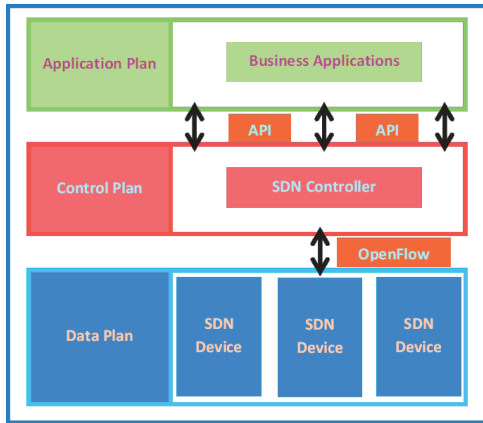 Application Plan
Business Applications
API
API
Control Plan
SDN Controller
OpenFlow
Data Plan
SDN
Device
SDN
Device
SDN
Device